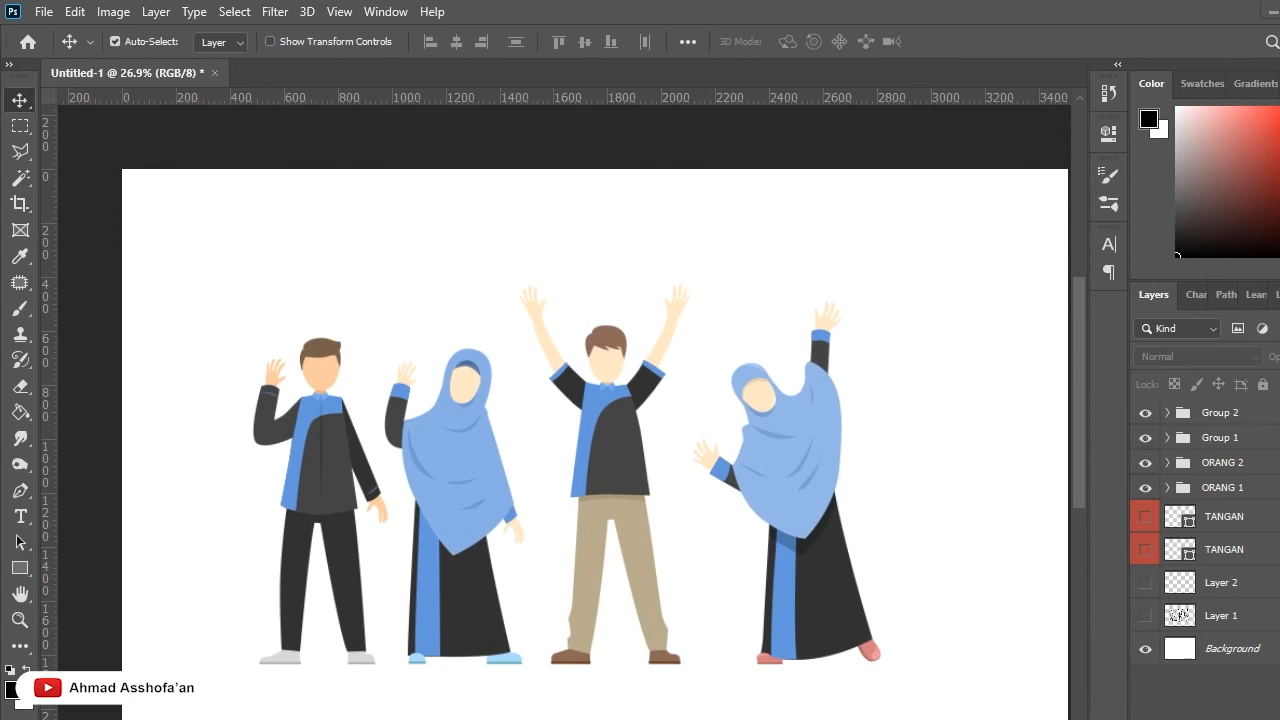 Ps File Edit Image Layer Type Select Filter 3D View Window Help
Auto-Select: Layer Show Transform Controls 3D Mode:
Untitled-1 @ 26.9% (RGB/8) * ×
Color Swatches Gradients
200 0 200 400 600 800 1000 1200 1400 1600 1800 2000 2200 2400 2600 2800 3000 3200 3400
Layers Char Path Lear
Kind
Normal
Lock:
Group 2
Group 1
ORANG 2
ORANG 1
TANGAN
TANGAN
Layer 2
Layer 1
Background
Ahmad Asshofa'an